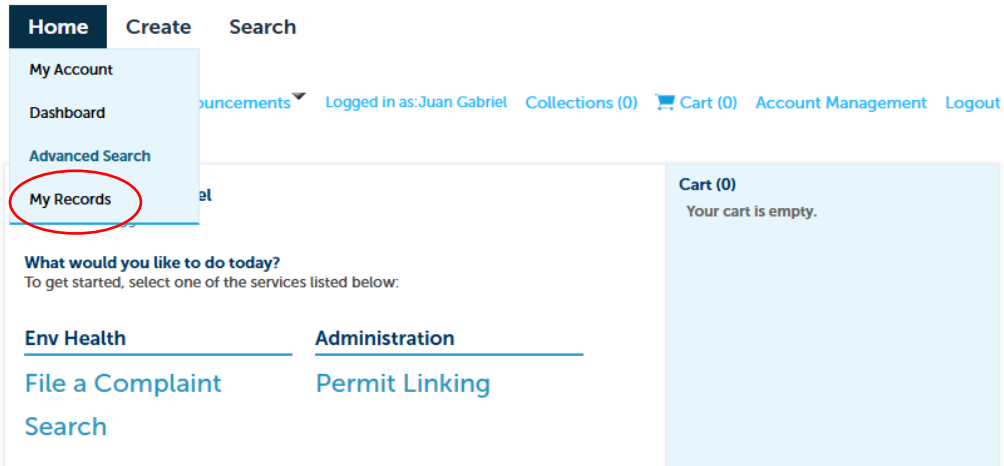 Home Create Search
My Account
Dashboard
Logged in as:Juan Gabriel Collections (0) Cart (0) Account Management Logout
Advanced Search
My Records
Cart (0)
Your cart is empty.
What would you like to do today?
To get started, select one of the services listed below:
Env Health Administration
File a Complaint Permit Linking
Search